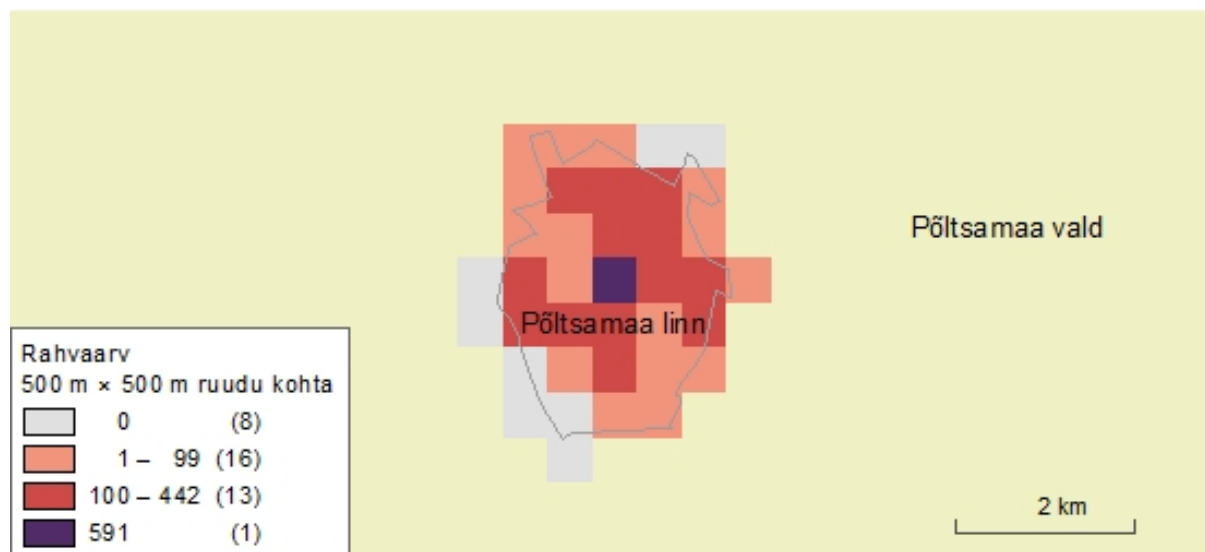 Põltsamaa vald
Põltsamaa linn
Rahvaarv
500 m × 500 m ruudu kohta
0 (8)
1 – 99 (16)
100 – 442 (13)
591 (1)
2 km